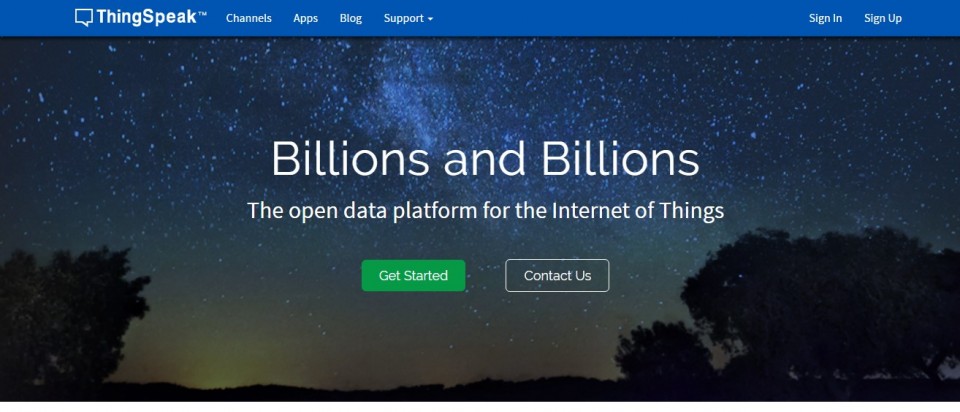 ThingSpeak™ Channels Apps Blog Support Sign In Sign Up
Billions and Billions
The open data platform for the Internet of Things
Get Started Contact Us